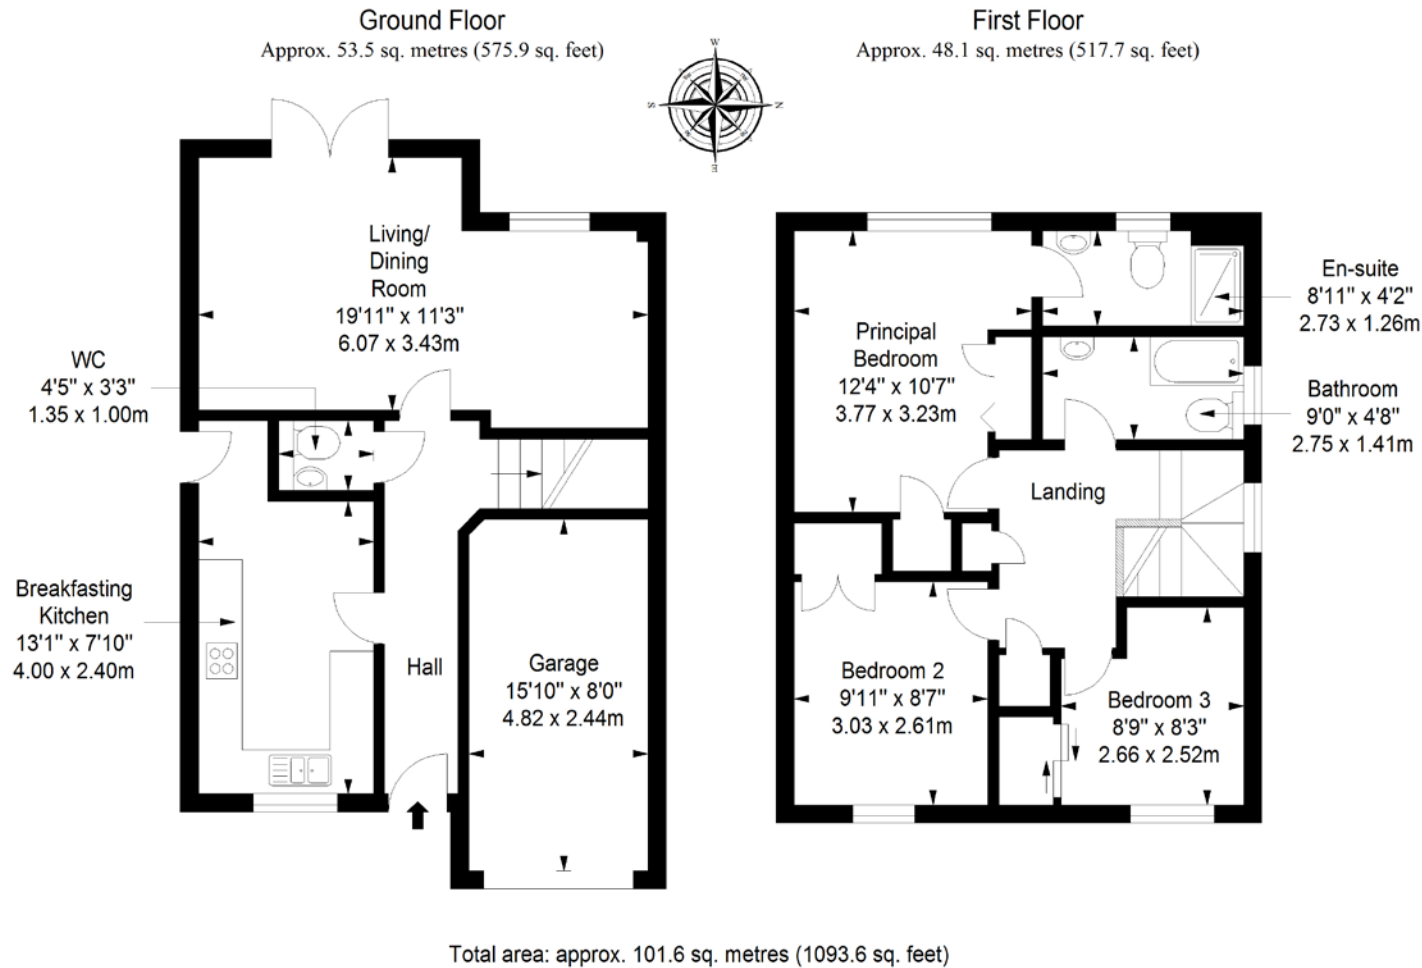 Ground Floor
Approx. 53.5 sq. metres (575.9 sq. feet)
First Floor
Approx. 48.1 sq. metres (517.7 sq. feet)
W
S
N
E
Living/
Dining
Room
19'11" x 11'3"
6.07 x 3.43m
WC
4'5" x 3'3"
1.35 x 1.00m
Breakfasting
Kitchen
13'1" x 7'10"
4.00 x 2.40m
Hall
Garage
15'10" x 8'0"
4.82 x 2.44m
Principal
Bedroom
12'4" x 10'7"
3.77 x 3.23m
En-suite
8'11" x 4'2"
2.73 x 1.26m
Bathroom
9'0" x 4'8"
2.75 x 1.41m
Landing
Bedroom 2
9'11" x 8'7"
3.03 x 2.61m
Bedroom 3
8'9" x 8'3"
2.66 x 2.52m
Total area: approx. 101.6 sq. metres (1093.6 sq. feet)